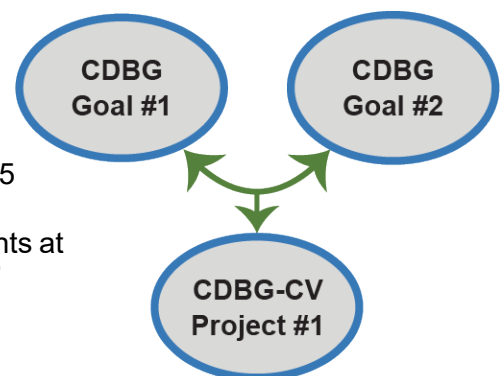 CDBG
Goal #1
CDBG
Goal #2
5
nts at
CDBG-CV
Project #1